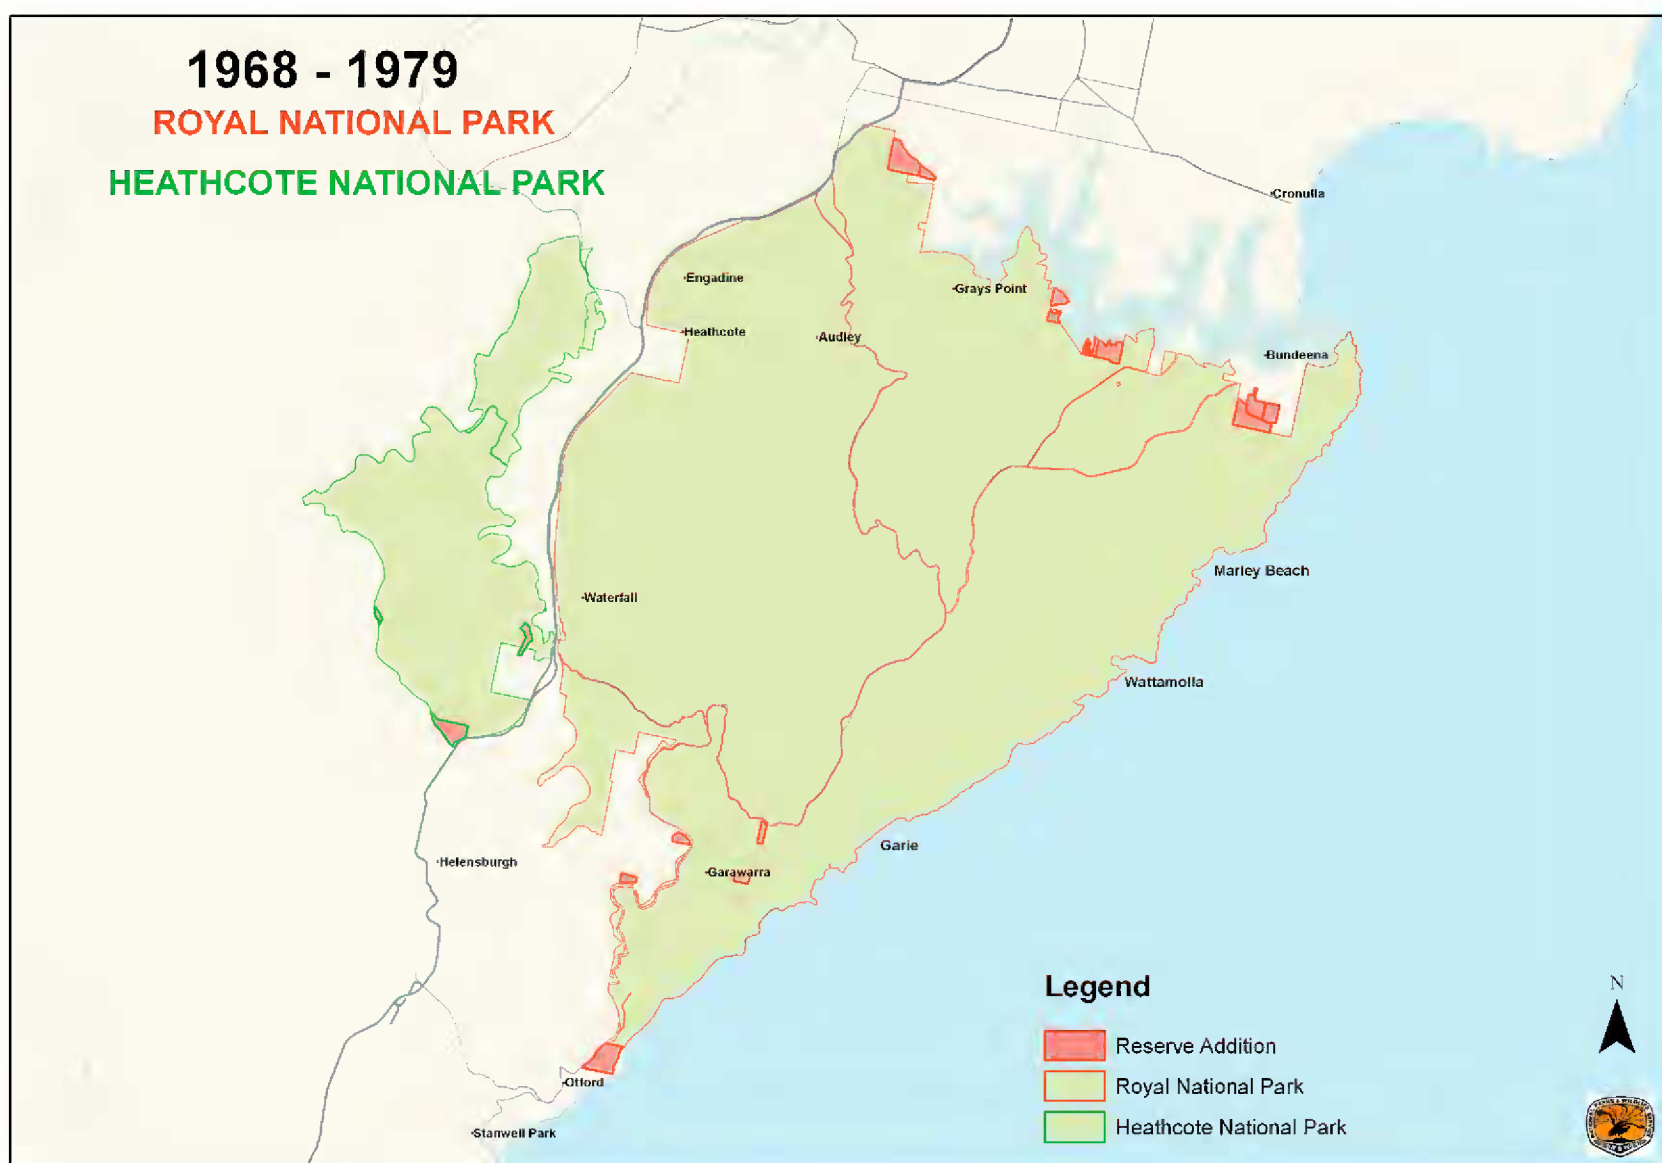 1968 - 1979
ROYAL NATIONAL PARK
HEATHCOTE NATIONAL PARK
Cronulla
Engadine
Grays Point
Heathcote
Audley
Bundeena
Marley Beach
Waterfall
Wattamolla
Garie
Helensburgh
Garawarra
Legend
N
Reserve Addition
Royal National Park
Otford
Heathcote National Park
Stanwell Park